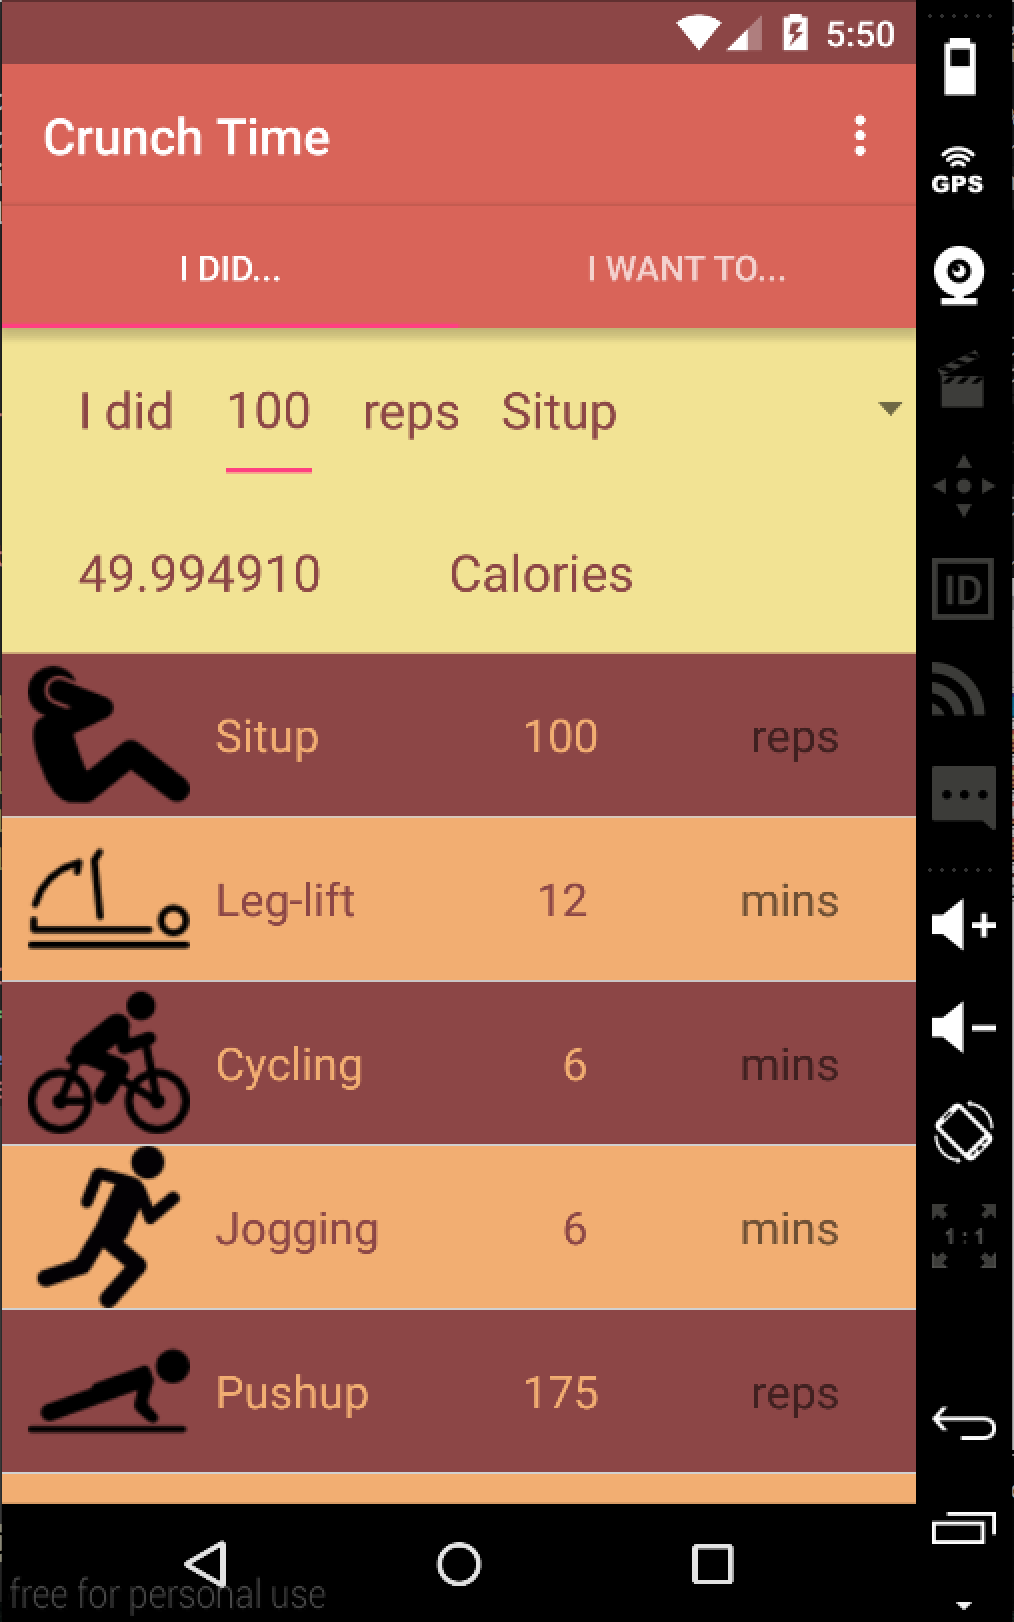 5:50
Crunch Time
GPS
I DID...
I WANT TO...
I did 100 reps Situp
49.994910 Calories
ID
Situp 100 reps
Leg-lift 12 mins
Cycling 6 mins
Jogging 6 mins
1:1
Pushup 175 reps
free for personal use